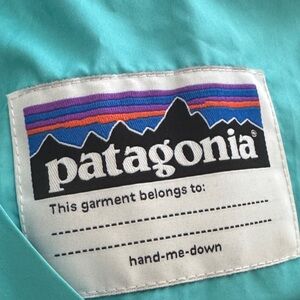 patagonia®
This garment belongs to:
hand-me-down